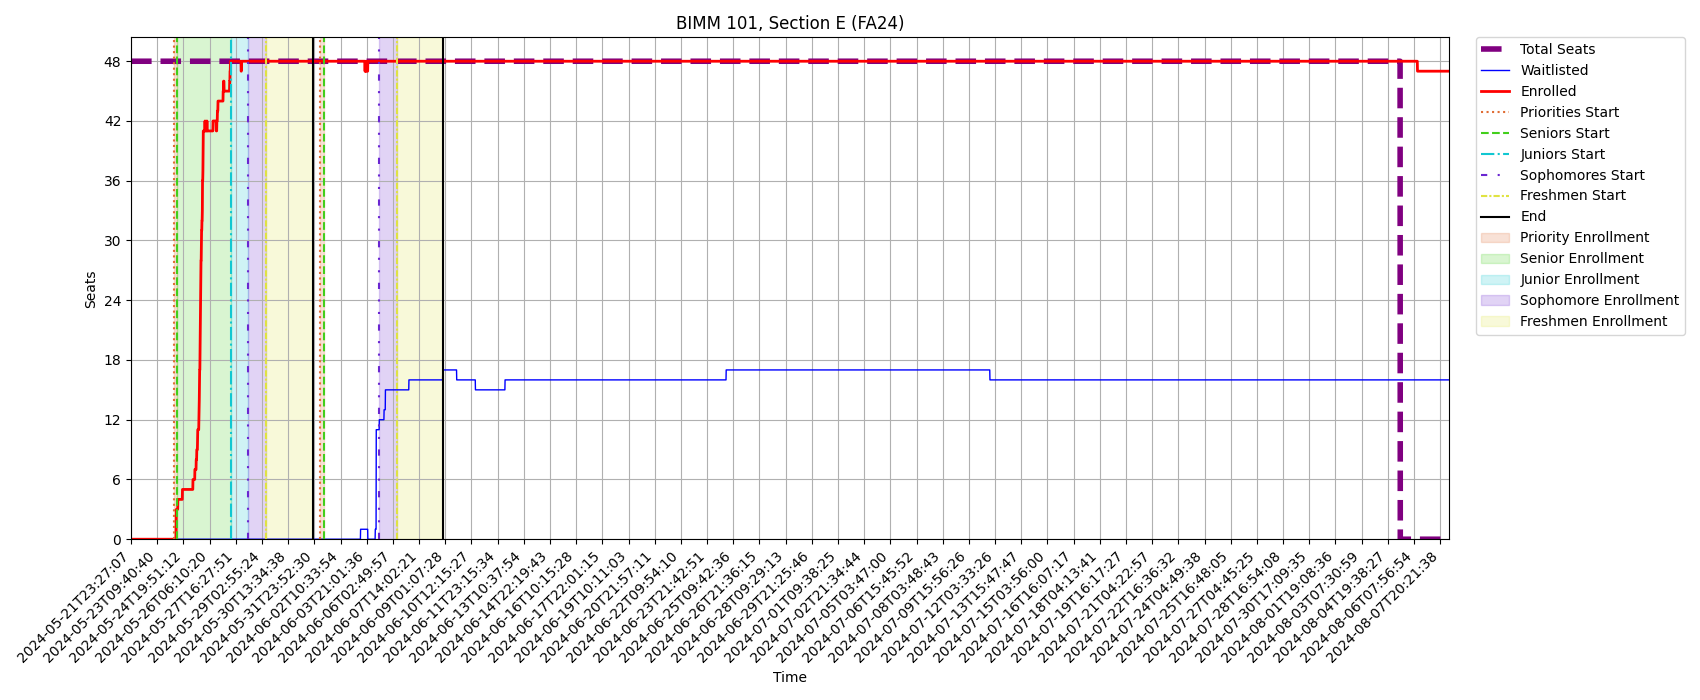 BIMM 101, Section E (FA24)
Seats
48
42
36
30
24
18
12
6
0
2024-05-21T23:27:07
2024-05-23T09:40:40
2024-05-24T19:51:12
2024-05-26T06:10:20
2024-05-27T16:27:51
2024-05-29T02:55:24
2024-05-30T13:34:38
2024-05-31T23:52:30
2024-06-02T10:33:54
2024-06-03T21:01:36
2024-06-06T02:49:57
2024-06-07T14:02:21
2024-06-09T01:07:28
2024-06-10T12:15:27
2024-06-11T23:15:34
2024-06-13T10:37:54
2024-06-14T22:19:43
2024-06-16T10:15:28
2024-06-17T22:01:15
2024-06-19T10:11:03
2024-06-20T21:57:11
2024-06-22T09:54:10
2024-06-23T21:42:51
2024-06-25T09:42:36
2024-06-26T21:36:15
2024-06-28T09:29:13
2024-06-29T21:25:46
2024-07-01T09:38:25
2024-07-02T21:34:44
2024-07-05T03:47:00
2024-07-06T15:45:52
2024-07-08T03:48:43
2024-07-09T15:56:26
2024-07-12T03:33:26
2024-07-13T15:47:47
2024-07-15T03:56:00
2024-07-16T16:07:17
2024-07-18T04:13:41
2024-07-19T16:17:27
2024-07-21T04:22:57
2024-07-22T16:36:32
2024-07-24T04:49:38
2024-07-25T16:48:05
2024-07-27T04:45:25
2024-07-28T16:54:08
2024-07-30T17:09:35
2024-08-01T19:08:36
2024-08-03T07:30:59
2024-08-04T19:38:27
2024-08-06T07:56:54
2024-08-07T20:21:38
Time
Total Seats
Waitlisted
Enrolled
Priorities Start
Seniors Start
Juniors Start
Sophomores Start
Freshmen Start
End
Priority Enrollment
Senior Enrollment
Junior Enrollment
Sophomore Enrollment
Freshmen Enrollment